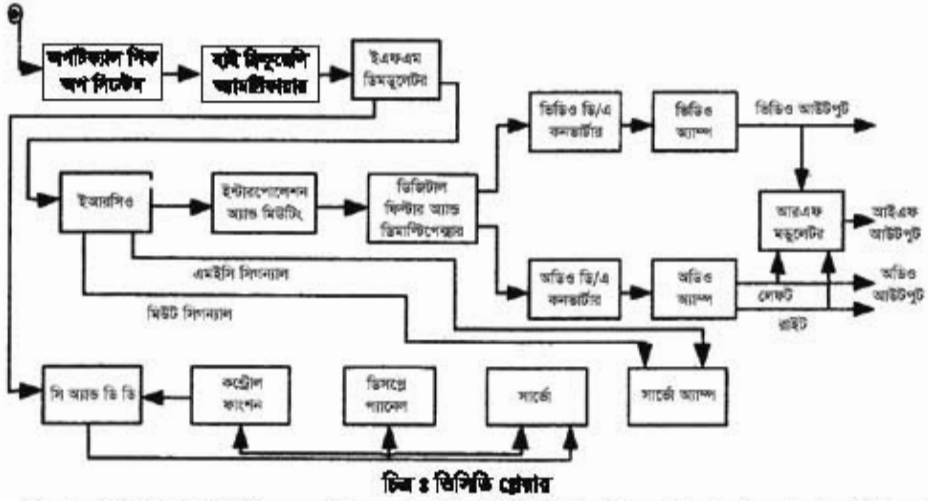 অপটিক্যাল পিক
অপ সিস্টেম
হাই ফ্রিকুয়েন্সি
অ্যামপ্লিফায়ার
ইএফএম
ডিমডুলেটর
ভিডিও ডি/এ
কনভার্টার
ভিডিও
অ্যাম্প
ভিডিও আউটপুট
ইআরসিও
ইন্টারপোলেশন
অ্যান্ড মিউটিং
ডিজিটাল
ফিল্টার অ্যান্ড
ডিমাল্টিপেক্সার
আরএফ
মডুলেটর
আইএফ
আউটপুট
এমইসি সিগন্যাল
মিউট সিগন্যাল
অডিও ডি/এ
কনভার্টার
অডিও
অ্যাম্প
লেফট
রাইট
অডিও
আউটপুট
সি অ্যান্ড ডি ডি
কন্ট্রোল
ফাংশন
ডিসপ্লে
প্যানেল
সার্ভো
সার্ভো অ্যাম্প
চিত্র ঃ ভিসিডি প্লেয়ার